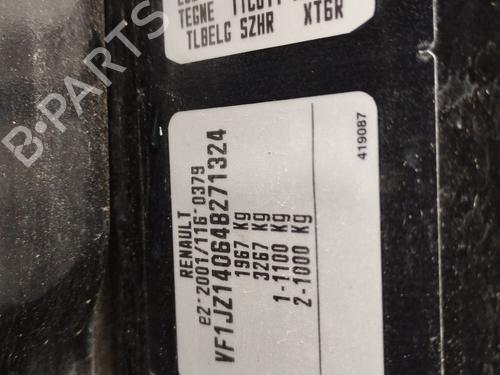 TEGNE
TLBELG SZHR XT6R
RENAULT
e2*2001/116*0379
VF1JZ14064B271324
1967 Kg
3267 Kg
1-1100 Kg
2-1000 Kg
419087
B-PARTS